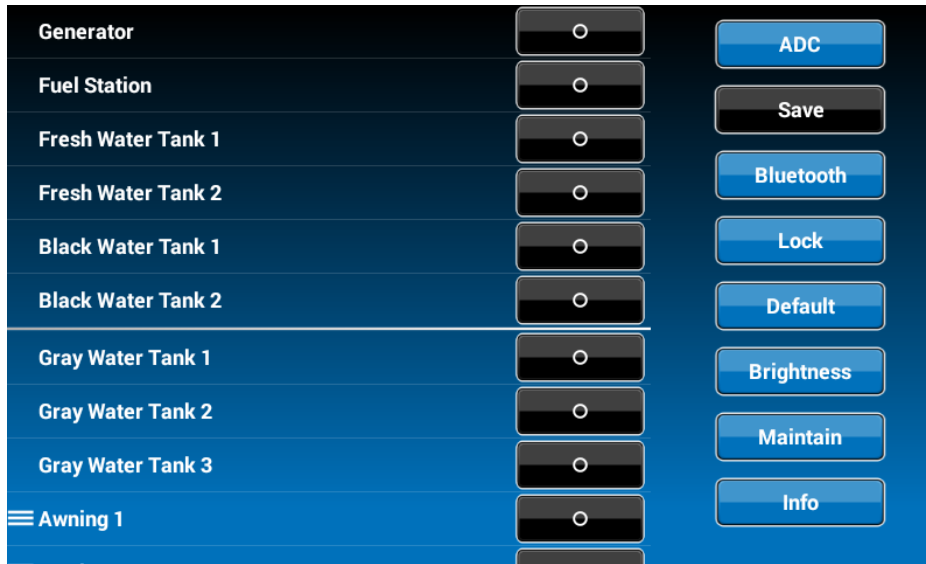 Generator
Fuel Station
Fresh Water Tank 1
Fresh Water Tank 2
Black Water Tank 1
Black Water Tank 2
Gray Water Tank 1
Gray Water Tank 2
Gray Water Tank 3
Awning 1
ADC
Save
Bluetooth
Lock
Default
Brightness
Maintain
Info